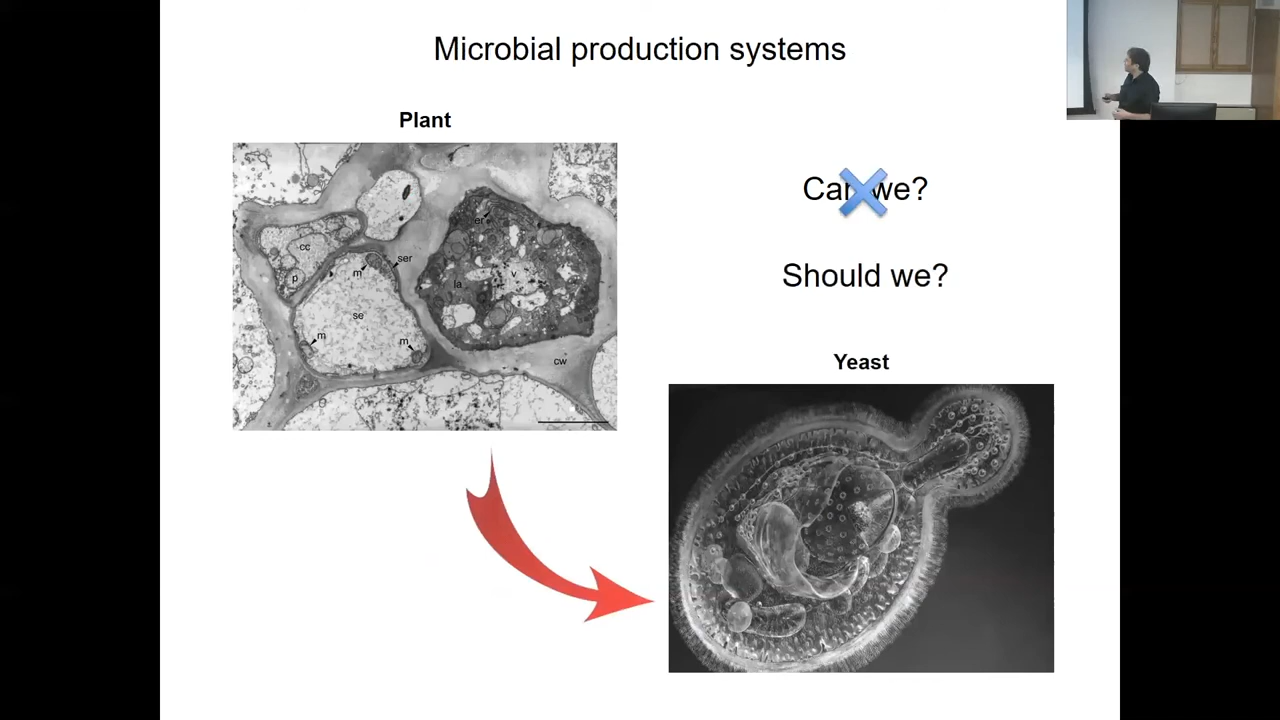 Microbial production systems
Plant
Can we?
Should we?
Yeast
er
cc
ser
m
p
la
v
se
m
m
cw